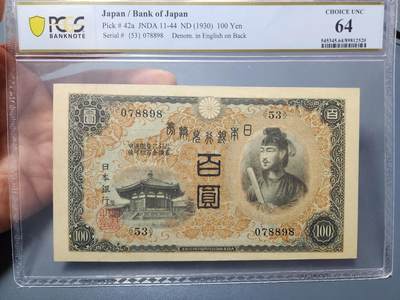 PCGS
BANKNOTE
Japan / Bank of Japan
Pick # 42a JNDA 11-44 ND (1930) 100 Yen
Serial # (53) 078898 Denom. in English on Back
CHOICE UNC
64
圓
百
078898
53
日本銀行兌換券
百圓
日本銀行
53
078898
100
100